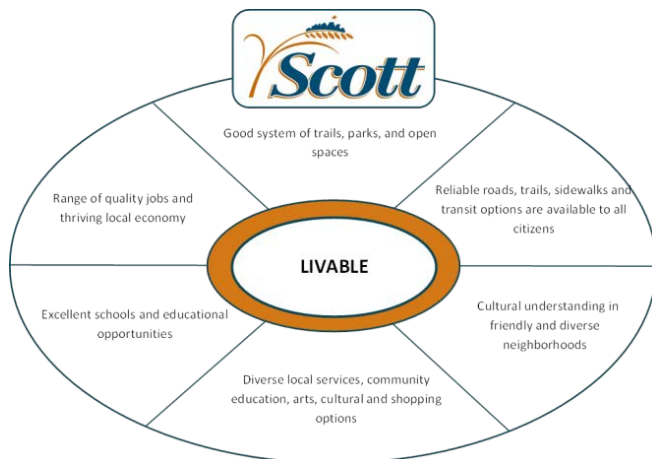 Scott
Good system of trails, parks, and open
spaces
Range of quality jobs and
thriving local economy
Reliable roads, trails, sidewalks and
transit options are available to all
citizens
LIVABLE
Excellent schools and educational
opportunities
Cultural understanding in
friendly and diverse
neighborhoods
Diverse local services, community
education, arts, cultural and shopping
options